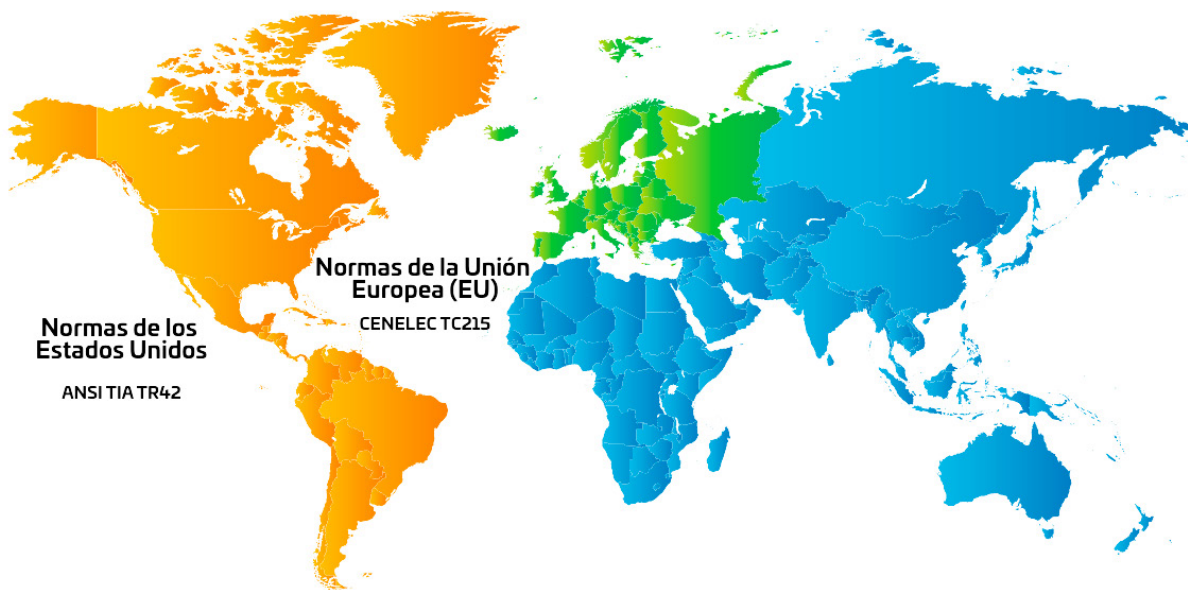 Normas de los
Estados Unidos
ANSI TIA TR42
Normas de la Unión
Europea (EU)
CENELEC TC215